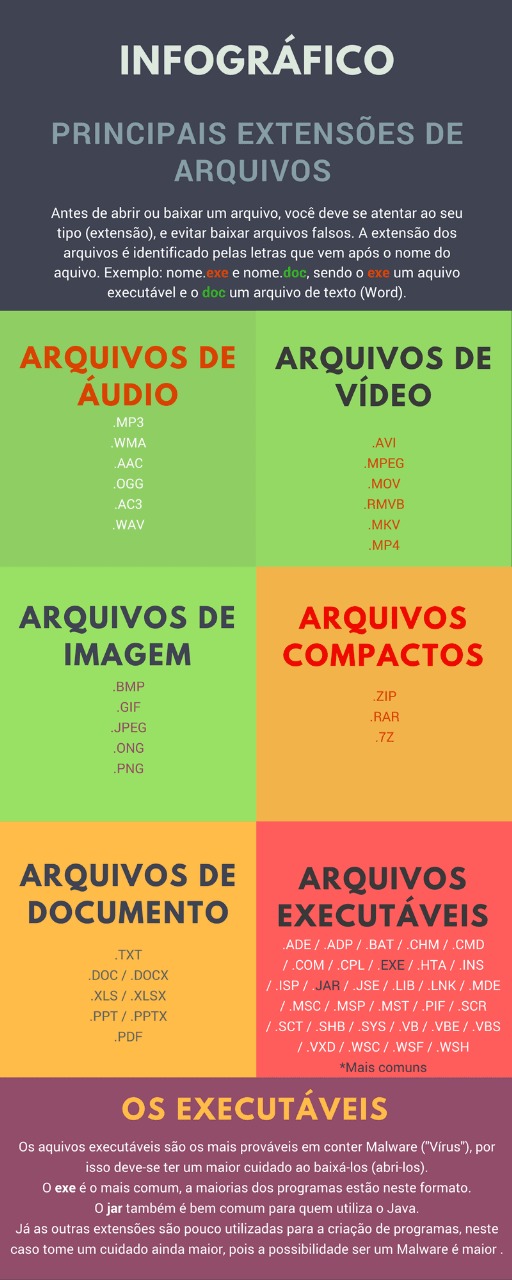 INFOGRÁFICO
PRINCIPAIS EXTENSÕES DE
ARQUIVOS
Antes de abrir ou baixar um arquivo, você deve se atentar ao seu
tipo (extensão), e evitar baixar arquivos falsos. A extensão dos
arquivos é identificado pelas letras que vem após o nome do
aquivo. Exemplo: nome.exe e nome.doc, sendo o exe um aquivo
executável e o doc um arquivo de texto (Word).
ARQUIVOS DE
ÁUDIO
.MP3
.WMA
.AAC
.OGG
.AC3
.WAV
ARQUIVOS DE
VÍDEO
.AVI
.MPEG
.MOV
.RMVB
.MKV
.MP4
ARQUIVOS DE
IMAGEM
.BMP
.GIF
.JPEG
.ONG
.PNG
ARQUIVOS
COMPACTOS
.ZIP
.RAR
.7Z
ARQUIVOS DE
DOCUMENTO
.TXT
.DOC / .DOCX
.XLS / .XLSX
.PPT / .PPTX
.PDF
ARQUIVOS
EXECUTÁVEIS
.ADE / .ADP / .BAT / .CHM / .CMD
/ .COM / .CPL / .EXE / .HTA / .INS
/ .ISP / .JAR / .JSE / .LIB / .LNK / .MDE
/ .MSC / .MSP / .MST / .PIF / .SCR
/ .SCT / .SHB / .SYS / .VB / .VBE / .VBS
/ .VXD / .WSC / .WSF / .WSH
*Mais comuns
OS EXECUTÁVEIS
Os aquivos executáveis são os mais prováveis em conter Malware ("Vírus"), por
isso deve-se ter um maior cuidado ao baixá-los (abri-los).
O exe é o mais comum, a maiorias dos programas estão neste formato.
O jar também é bem comum para quem utiliza o Java.
Já as outras extensões são pouco utilizadas para a criação de programas, neste
caso tome um cuidado ainda maior, pois a possibilidade ser um Malware é maior .